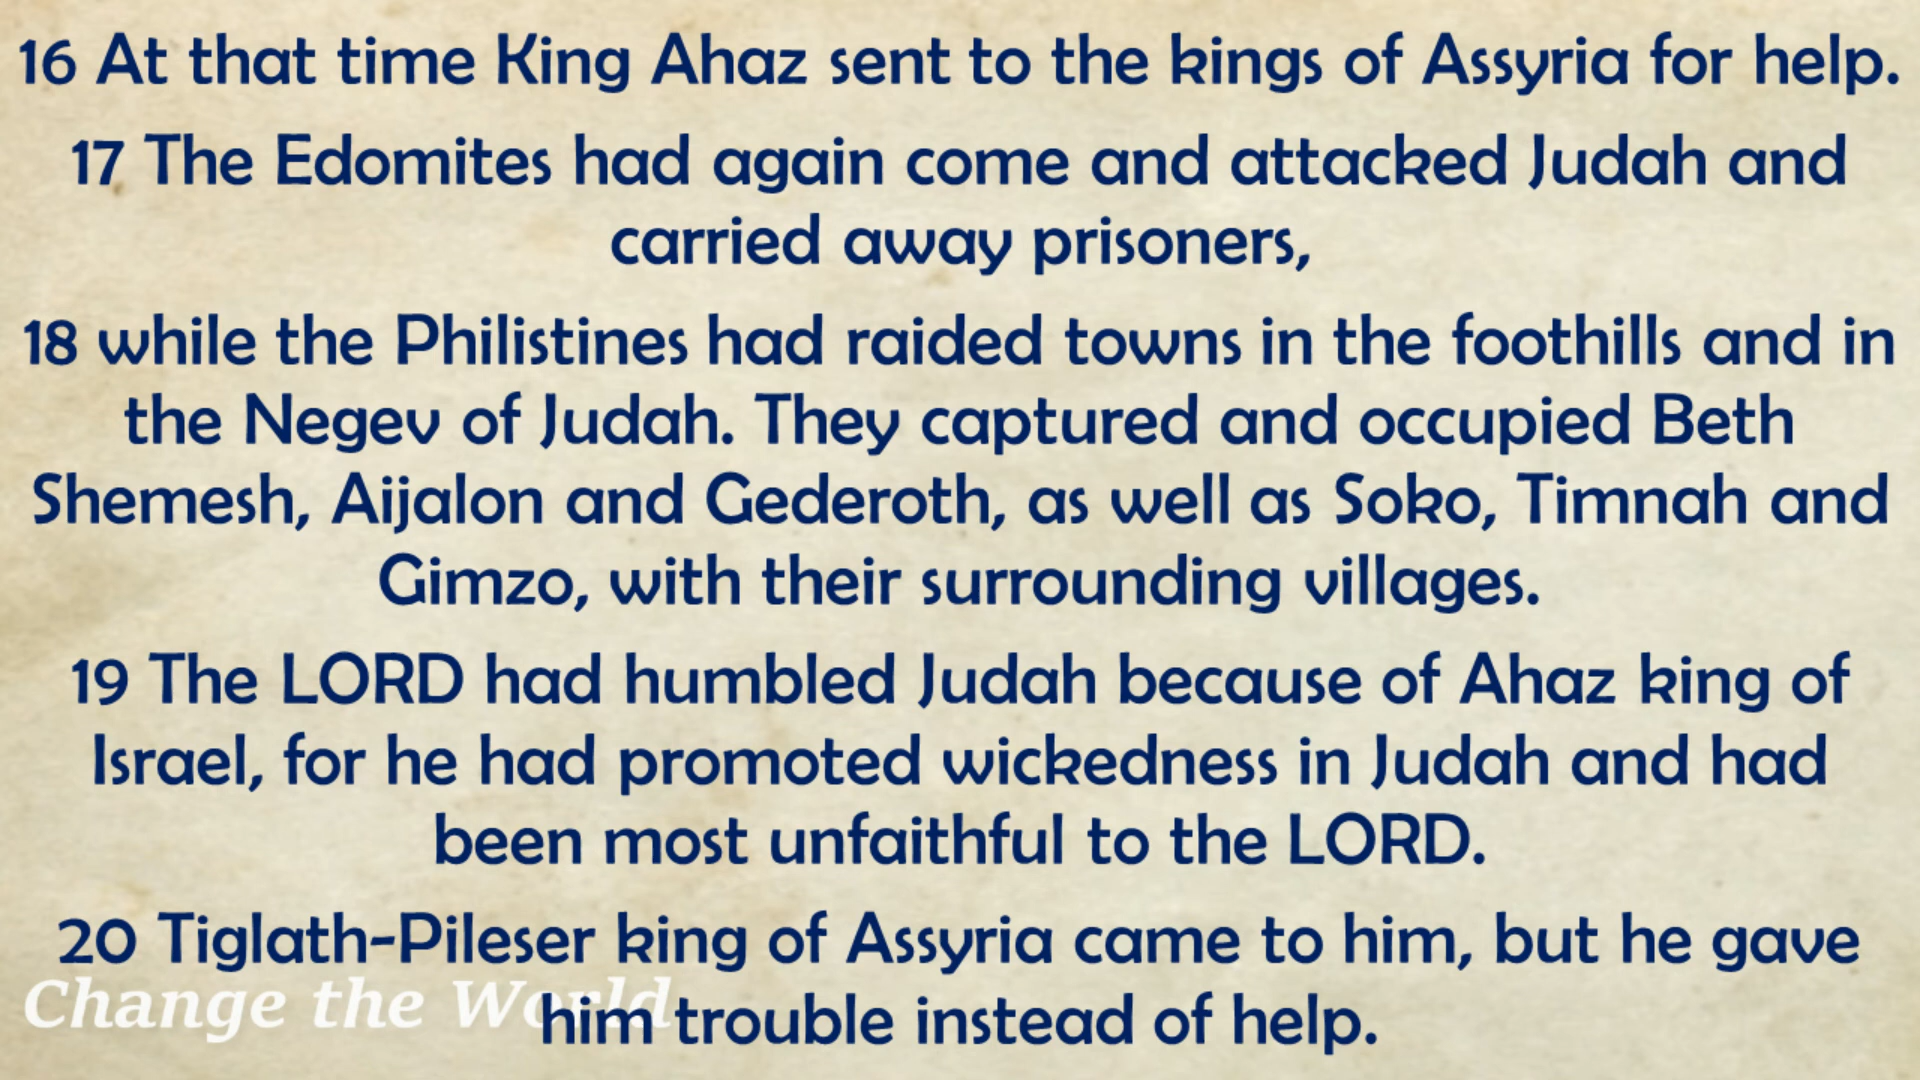 16 At that time King Ahaz sent to the kings of Assyria for help.
17 The Edomites had again come and attacked Judah and
carried away prisoners,
18 while the Philistines had raided towns in the foothills and in
the Negev of Judah. They captured and occupied Beth
Shemesh, Aijalon and Gederoth, as well as Soko, Timnah and
Gimzo, with their surrounding villages.
19 The LORD had humbled Judah because of Ahaz king of
Israel, for he had promoted wickedness in Judah and had
been most unfaithful to the LORD.
20 Tiglath-Pileser king of Assyria came to him, but he gave
him trouble instead of help.
Change the World